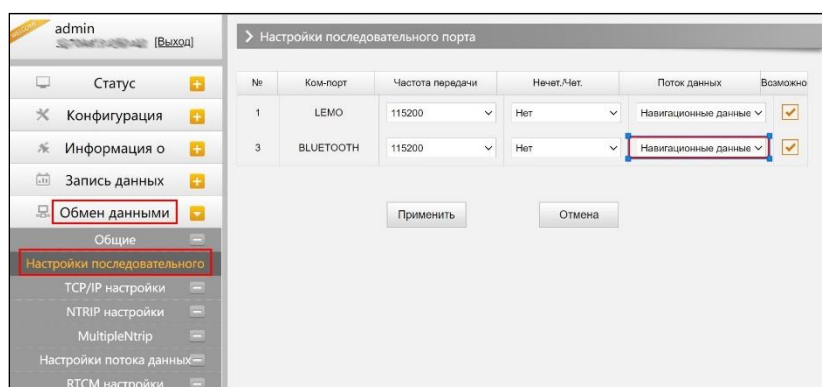 WELCOME
admin
[Выход]
Статус
Конфигурация
Информация о
Запись данных
Обмен данными
Общие
Настройки последовательного
TCP/IP настройки
NTRIP настройки
MultipleNtrip
Настройки потока данных
RTCM настройки
Настройки последовательного порта
№ Ком-порт Частота передачи Нечет./Чет. Поток данных Возможно
1 LEMO 115200 Нет Навигационные данные
3 BLUETOOTH 115200 Нет Навигационные данные
Применить Отмена